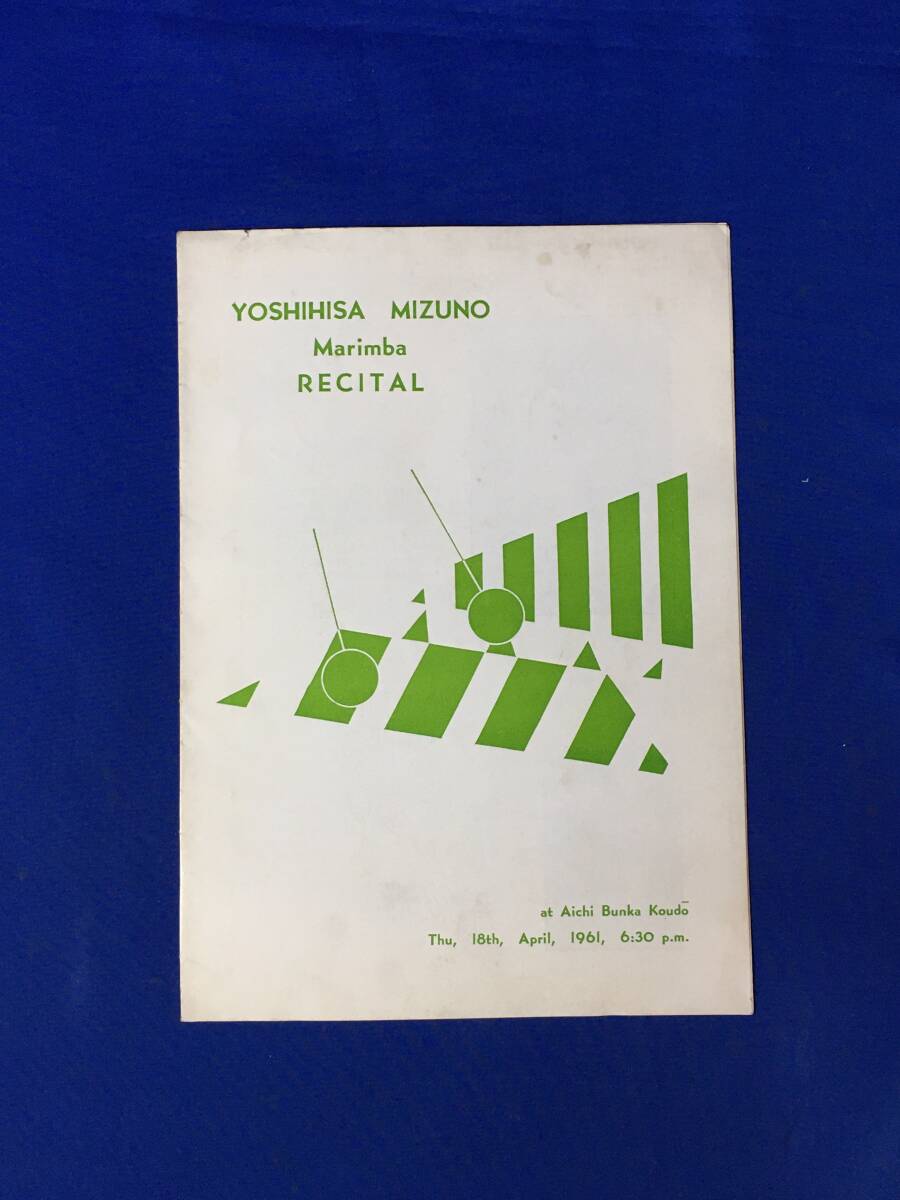 YOSHIHISA MIZUNO
Marimba
RECITAL
at Aichi Bunka Koudō
Thu, 18th, April, 1961, 6:30 p.m.